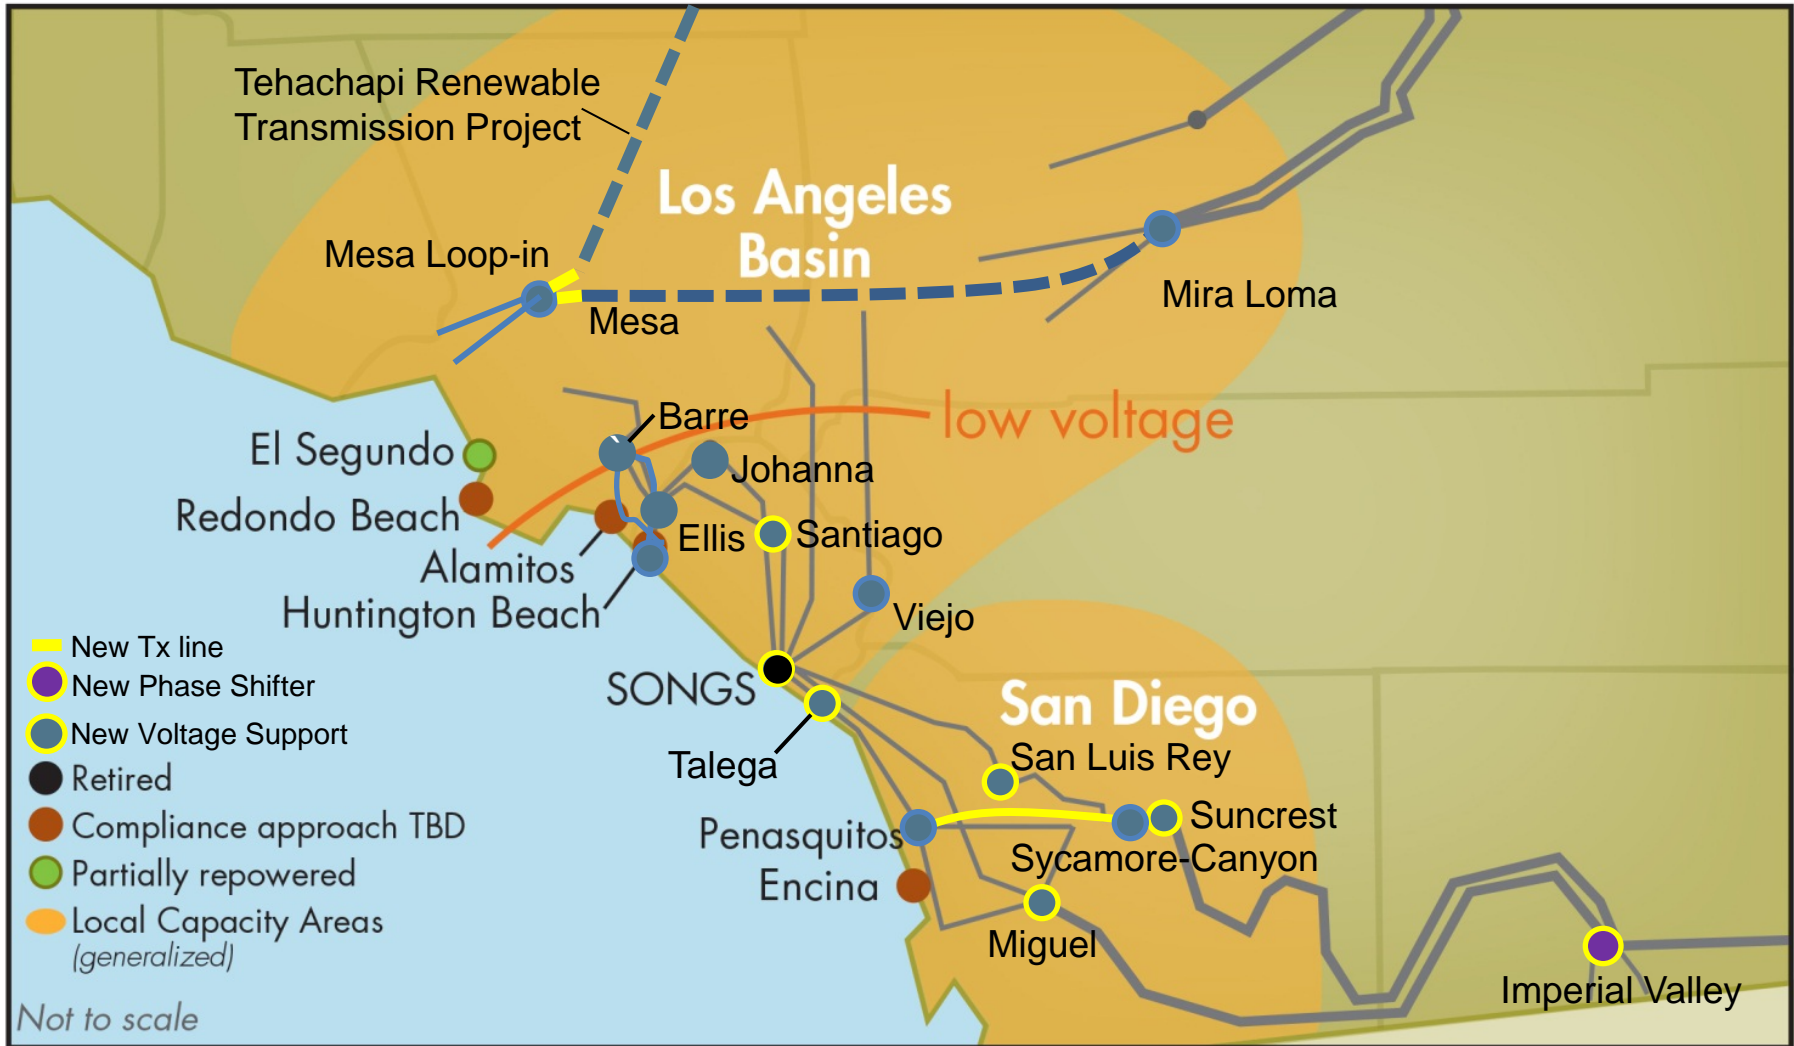 Tehachapi Renewable
Transmission Project
Los Angeles
Basin
Mesa Loop-in
Mesa
Mira Loma
Barre
low voltage
El Segundo
Johanna
Redondo Beach
Ellis
Santiago
Alamitos
Huntington Beach
Viejo
New Tx line
New Phase Shifter
SONGS
San Diego
New Voltage Support
Talega
San Luis Rey
Retired
Suncrest
Compliance approach TBD
Penasquitos
Sycamore-Canyon
Partially repowered
Encina
Local Capacity Areas
(generalized)
Miguel
Imperial Valley
Not to scale